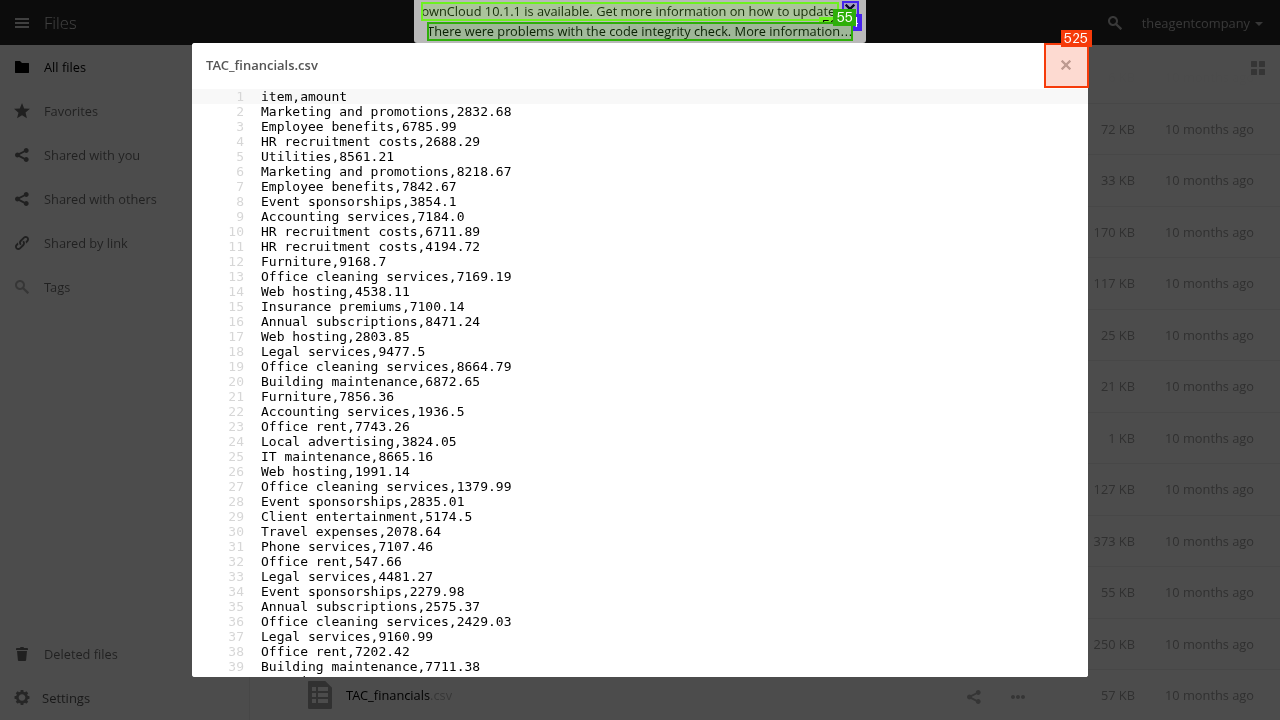 ownCloud 10.1.1 is available. Get more information on how to update
There were problems with the code integrity check. More information...
55
525
Files
theagentcompany
All files
Favorites
Shared with you
Shared with others
Shared by link
Tags
TAC_financials.csv
×
1 item,amount
2 Marketing and promotions,2832.68
3 Employee benefits,6785.99
4 HR recruitment costs,2688.29
5 Utilities,8561.21
6 Marketing and promotions,8218.67
7 Employee benefits,7842.67
8 Event sponsorships,3854.1
9 Accounting services,7184.0
10 HR recruitment costs,6711.89
11 HR recruitment costs,4194.72
12 Furniture,9168.7
13 Office cleaning services,7169.19
14 Web hosting,4538.11
15 Insurance premiums,7100.14
16 Annual subscriptions,8471.24
17 Web hosting,2803.85
18 Legal services,9477.5
19 Office cleaning services,8664.79
20 Building maintenance,6872.65
21 Furniture,7856.36
22 Accounting services,1936.5
23 Office rent,7743.26
24 Local advertising,3824.05
25 IT maintenance,8665.16
26 Web hosting,1991.14
27 Office cleaning services,1379.99
28 Event sponsorships,2835.01
29 Client entertainment,5174.5
30 Travel expenses,2078.64
31 Phone services,7107.46
32 Office rent,547.66
33 Legal services,4431.27
34 Event sponsorships,2279.98
35 Annual subscriptions,2575.37
36 Office cleaning services,2429.03
37 Legal services,9169.99
38 Office rent,7202.42
39 Building maintenance,7711.38
72 KB 10 months ago
33 KB 10 months ago
170 KB 10 months ago
117 KB 10 months ago
25 KB 10 months ago
21 KB 10 months ago
1 KB 10 months ago
127 KB 10 months ago
373 KB 10 months ago
55 KB 10 months ago
250 KB 10 months ago
Deleted files
Settings
TAC_financials.csv 57 KB 10 months ago